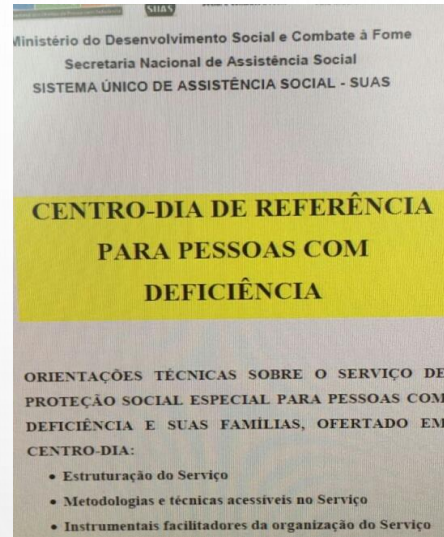 SUAS
Ministério do Desenvolvimento Social e Combate á Fome
Secretaria Nacional de Assistência Social
SISTEMA ÚNICO DE ASSISTÊNCIA SOCIAL - SUAS
CENTRO-DIA DE REFERÊNCIA
PARA PESSOAS COM
DEFICIÊNCIA
ORIENTAÇÕES TÉCNICAS SOBRE O SERVIÇO DE
PROTEÇÃO SOCIAL ESPECIAL PARA PESSOAS COM
DEFICIÊNCIA E SUAS FAMÍLIAS, OFERTADO EM
CENTRO-DIA:
• Estruturação do Serviço
• Metodologias e técnicas acessíveis no Serviço
• Instrumentais facilitadores da organização do Serviço